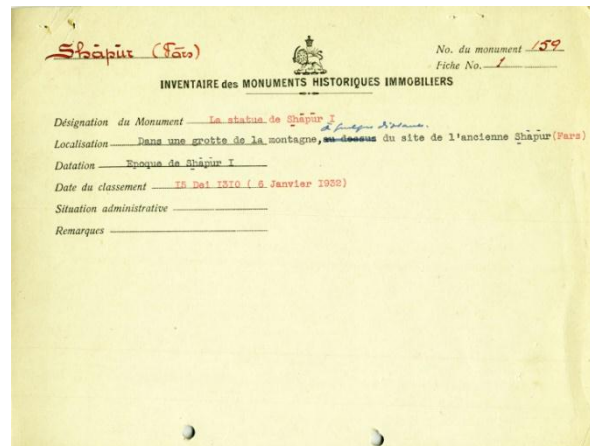 Shāpūr (Fārs)
No. du monument 159
Fiche No. 1
INVENTAIRE des MONUMENTS HISTORIQUES IMMOBILIERS
Désignation du Monument La statue de Shāpūr I
à quelque distance.
Localisation Dans une grotte de la montagne, au dessus du site de l'ancienne Shāpūr (Fars)
Datation Epoque de Shāpūr I
Date du classement 15 Dei 1310 ( 6 Janvier 1932)
Situation administrative
Remarques